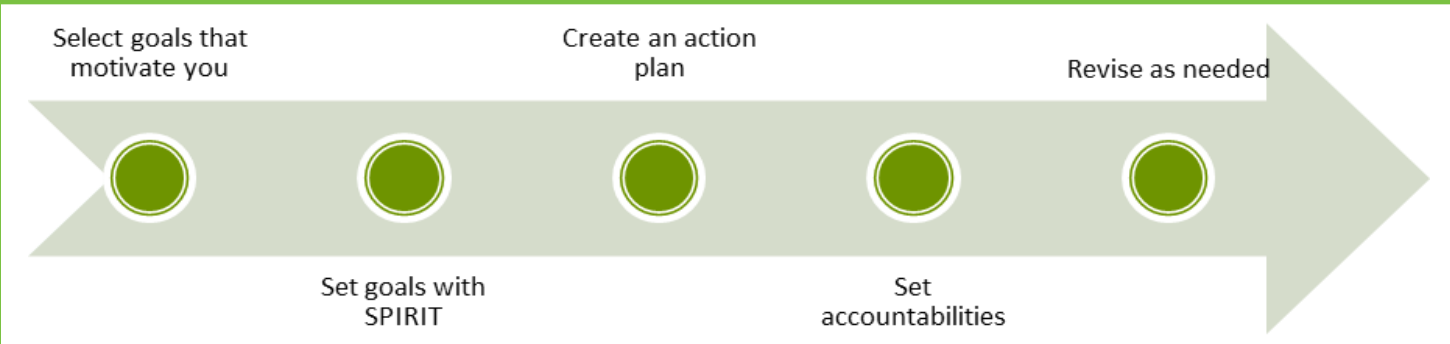 Select goals that
motivate you
Set goals with
SPIRIT
Create an action
plan
Set
accountabilities
Revise as needed